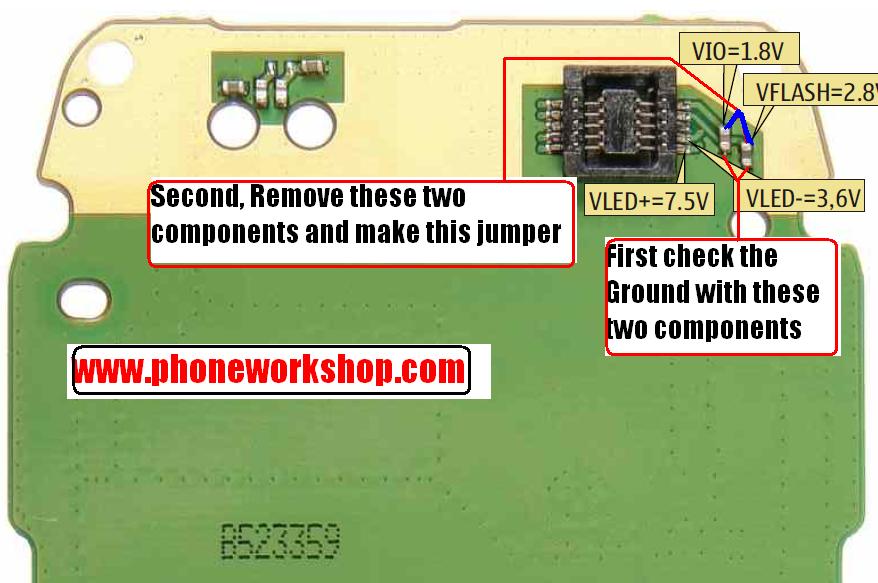 VIO=1.8V
VFLASH=2.8V
VLED+=7.5V
VLED-=3,6V
Second, Remove these two
components and make this jumper
First check the
Ground with these
two components
www.phoneworkshop.com
8523359